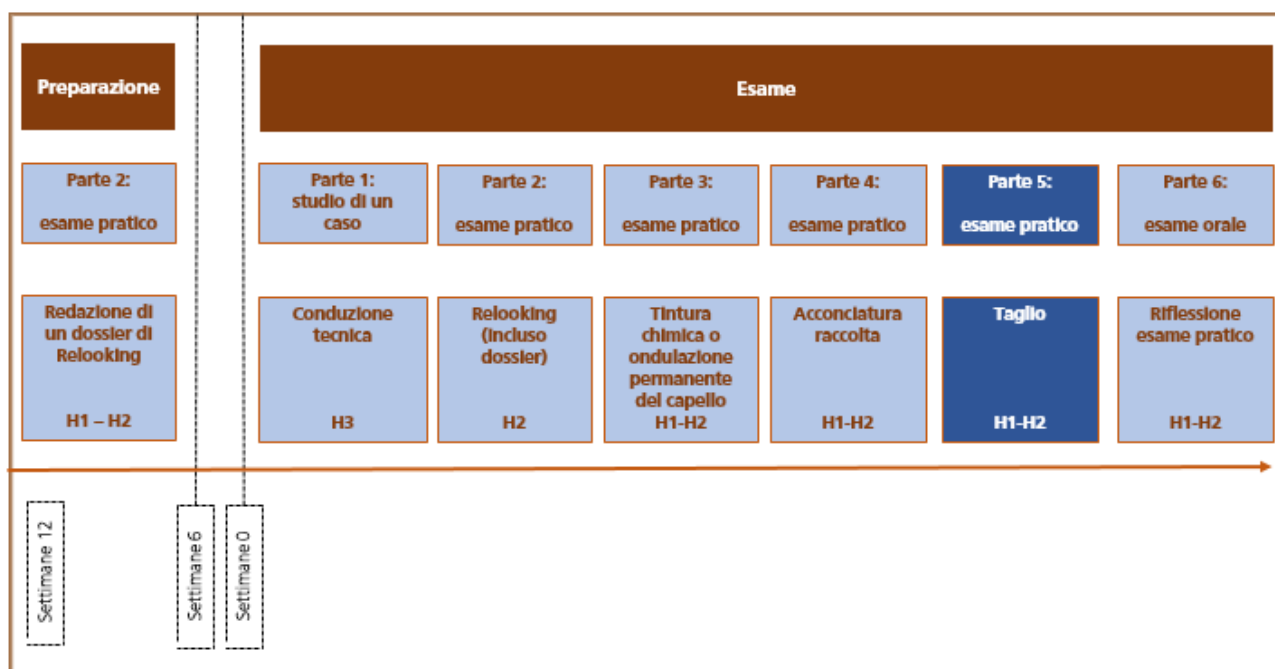 Preparazione
Esame
Parte 2:
esame pratico
Parte 1:
studio di un
caso
Parte 2:
esame pratico
Parte 3:
esame pratico
Parte 4:
esame pratico
Parte 5:
esame pratico
Parte 6:
esame orale
Redazione di
un dossier di
Relooking
H1 – H2
Conduzione
tecnica
H3
Relooking
(incluso
dossier)
H2
Tintura
chimica o
ondulazione
permanente
del capello
H1-H2
Acconciatura
raccolta
H1-H2
Taglio
H1-H2
Riflessione
esame pratico
H1-H2
Settimane 12
Settimane 6
Settimane 0